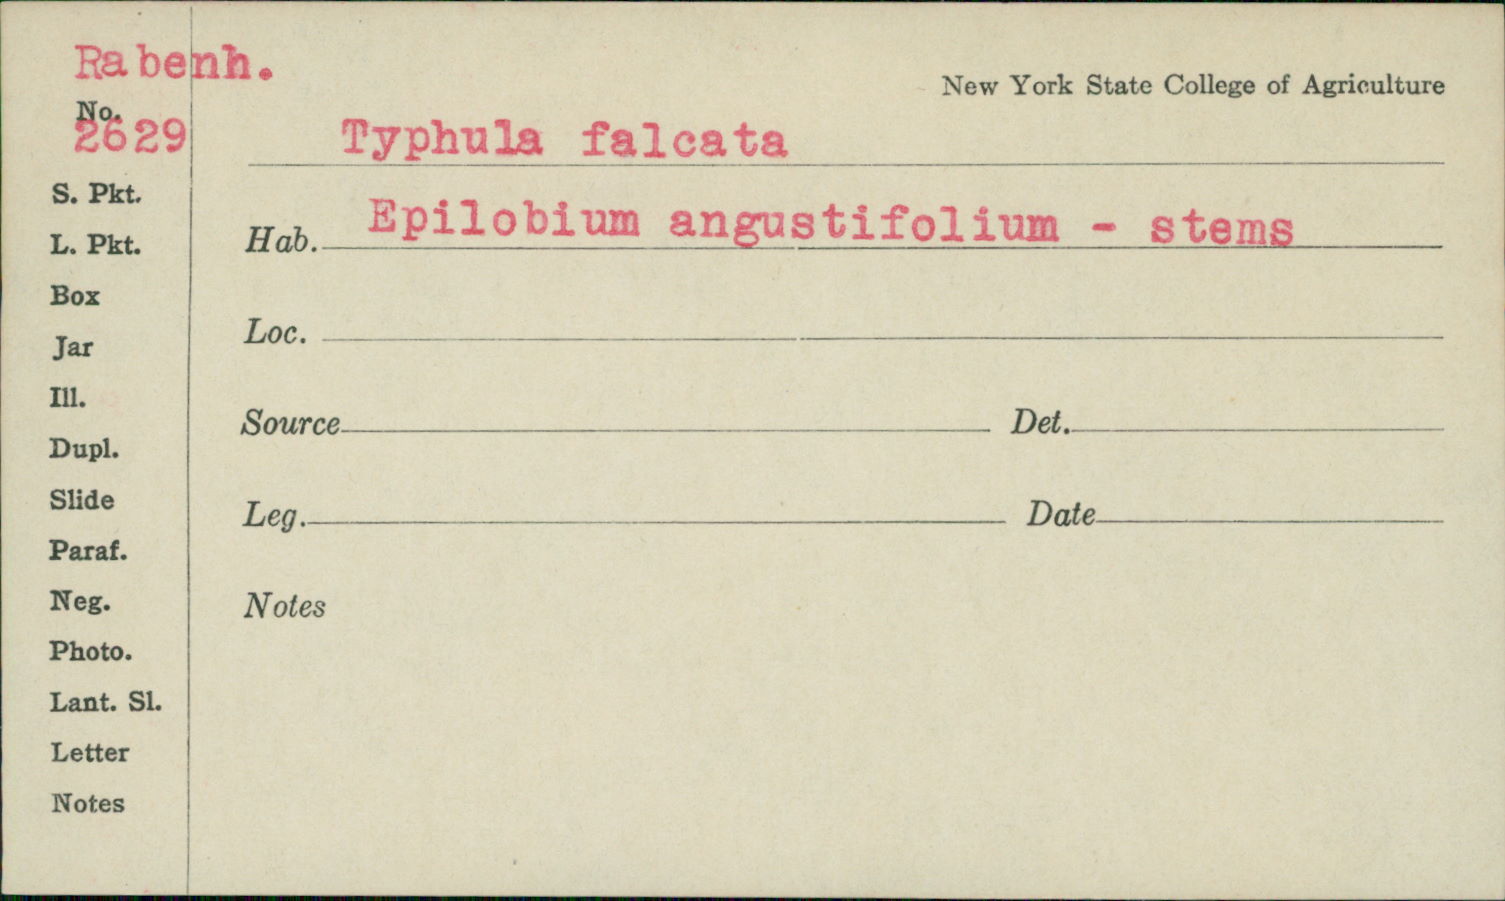 Rabenh.
New York State College of Agriculture
No.
2629
Typhula falcata
S. Pkt.
Hab. Epilobium angustifolium - stems
L. Pkt.
Box
Loc.
Jar
Ill.
Source Det.
Dupl.
Slide
Leg. Date
Paraf.
Neg.
Notes
Photo.
Lant. Sl.
Letter
Notes